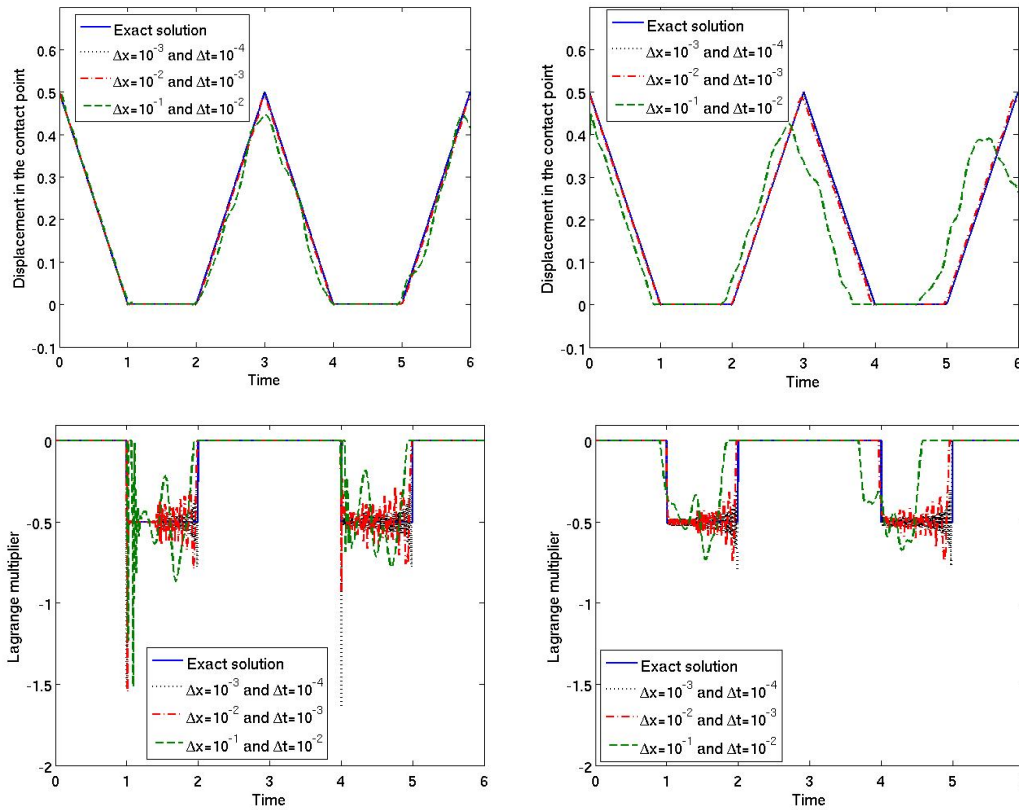 0.6
0.5
0.4
0.3
0.2
0.1
0
-0.1
Displacement in the contact point
Exact solution
Δx=10⁻³ and Δt=10⁻⁴
Δx=10⁻² and Δt=10⁻³
Δx=10⁻¹ and Δt=10⁻²
0 1 2 3 4 5 6
Time
0.6
0.5
0.4
0.3
0.2
0.1
0
-0.1
Displacement in the contact point
Exact solution
Δx=10⁻³ and Δt=10⁻⁴
Δx=10⁻² and Δt=10⁻³
Δx=10⁻¹ and Δt=10⁻²
0 1 2 3 4 5 6
Time
0
-0.5
-1
-1.5
-2
Lagrange multiplier
Exact solution
Δx=10⁻³ and Δt=10⁻⁴
Δx=10⁻² and Δt=10⁻³
Δx=10⁻¹ and Δt=10⁻²
0 1 2 3 4 5 6
Time
0
-0.5
-1
-1.5
-2
Lagrange multiplier
Exact solution
Δx=10⁻³ and Δt=10⁻⁴
Δx=10⁻² and Δt=10⁻³
Δx=10⁻¹ and Δt=10⁻²
0 1 2 3 4 5 6
Time